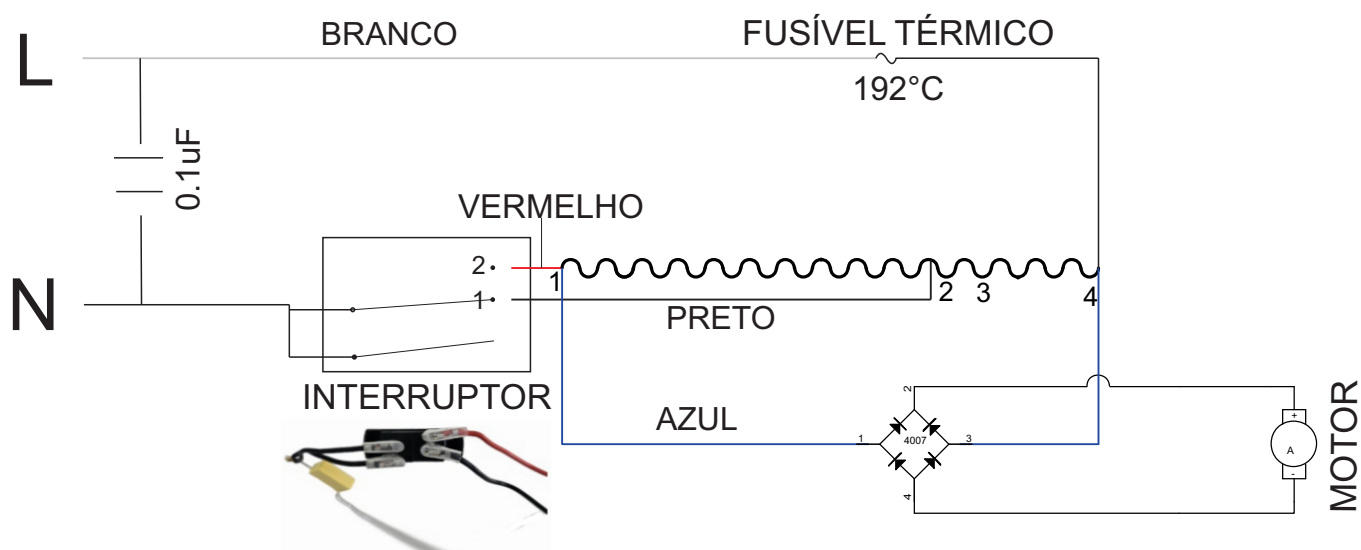 L
BRANCO
FUSÍVEL TÉRMICO
192°C
0.1uF
VERMELHO
2
1
1
2
3
4
N
PRETO
INTERRUPTOR
AZUL
2
1
4007
3
4
+
A
-
MOTOR